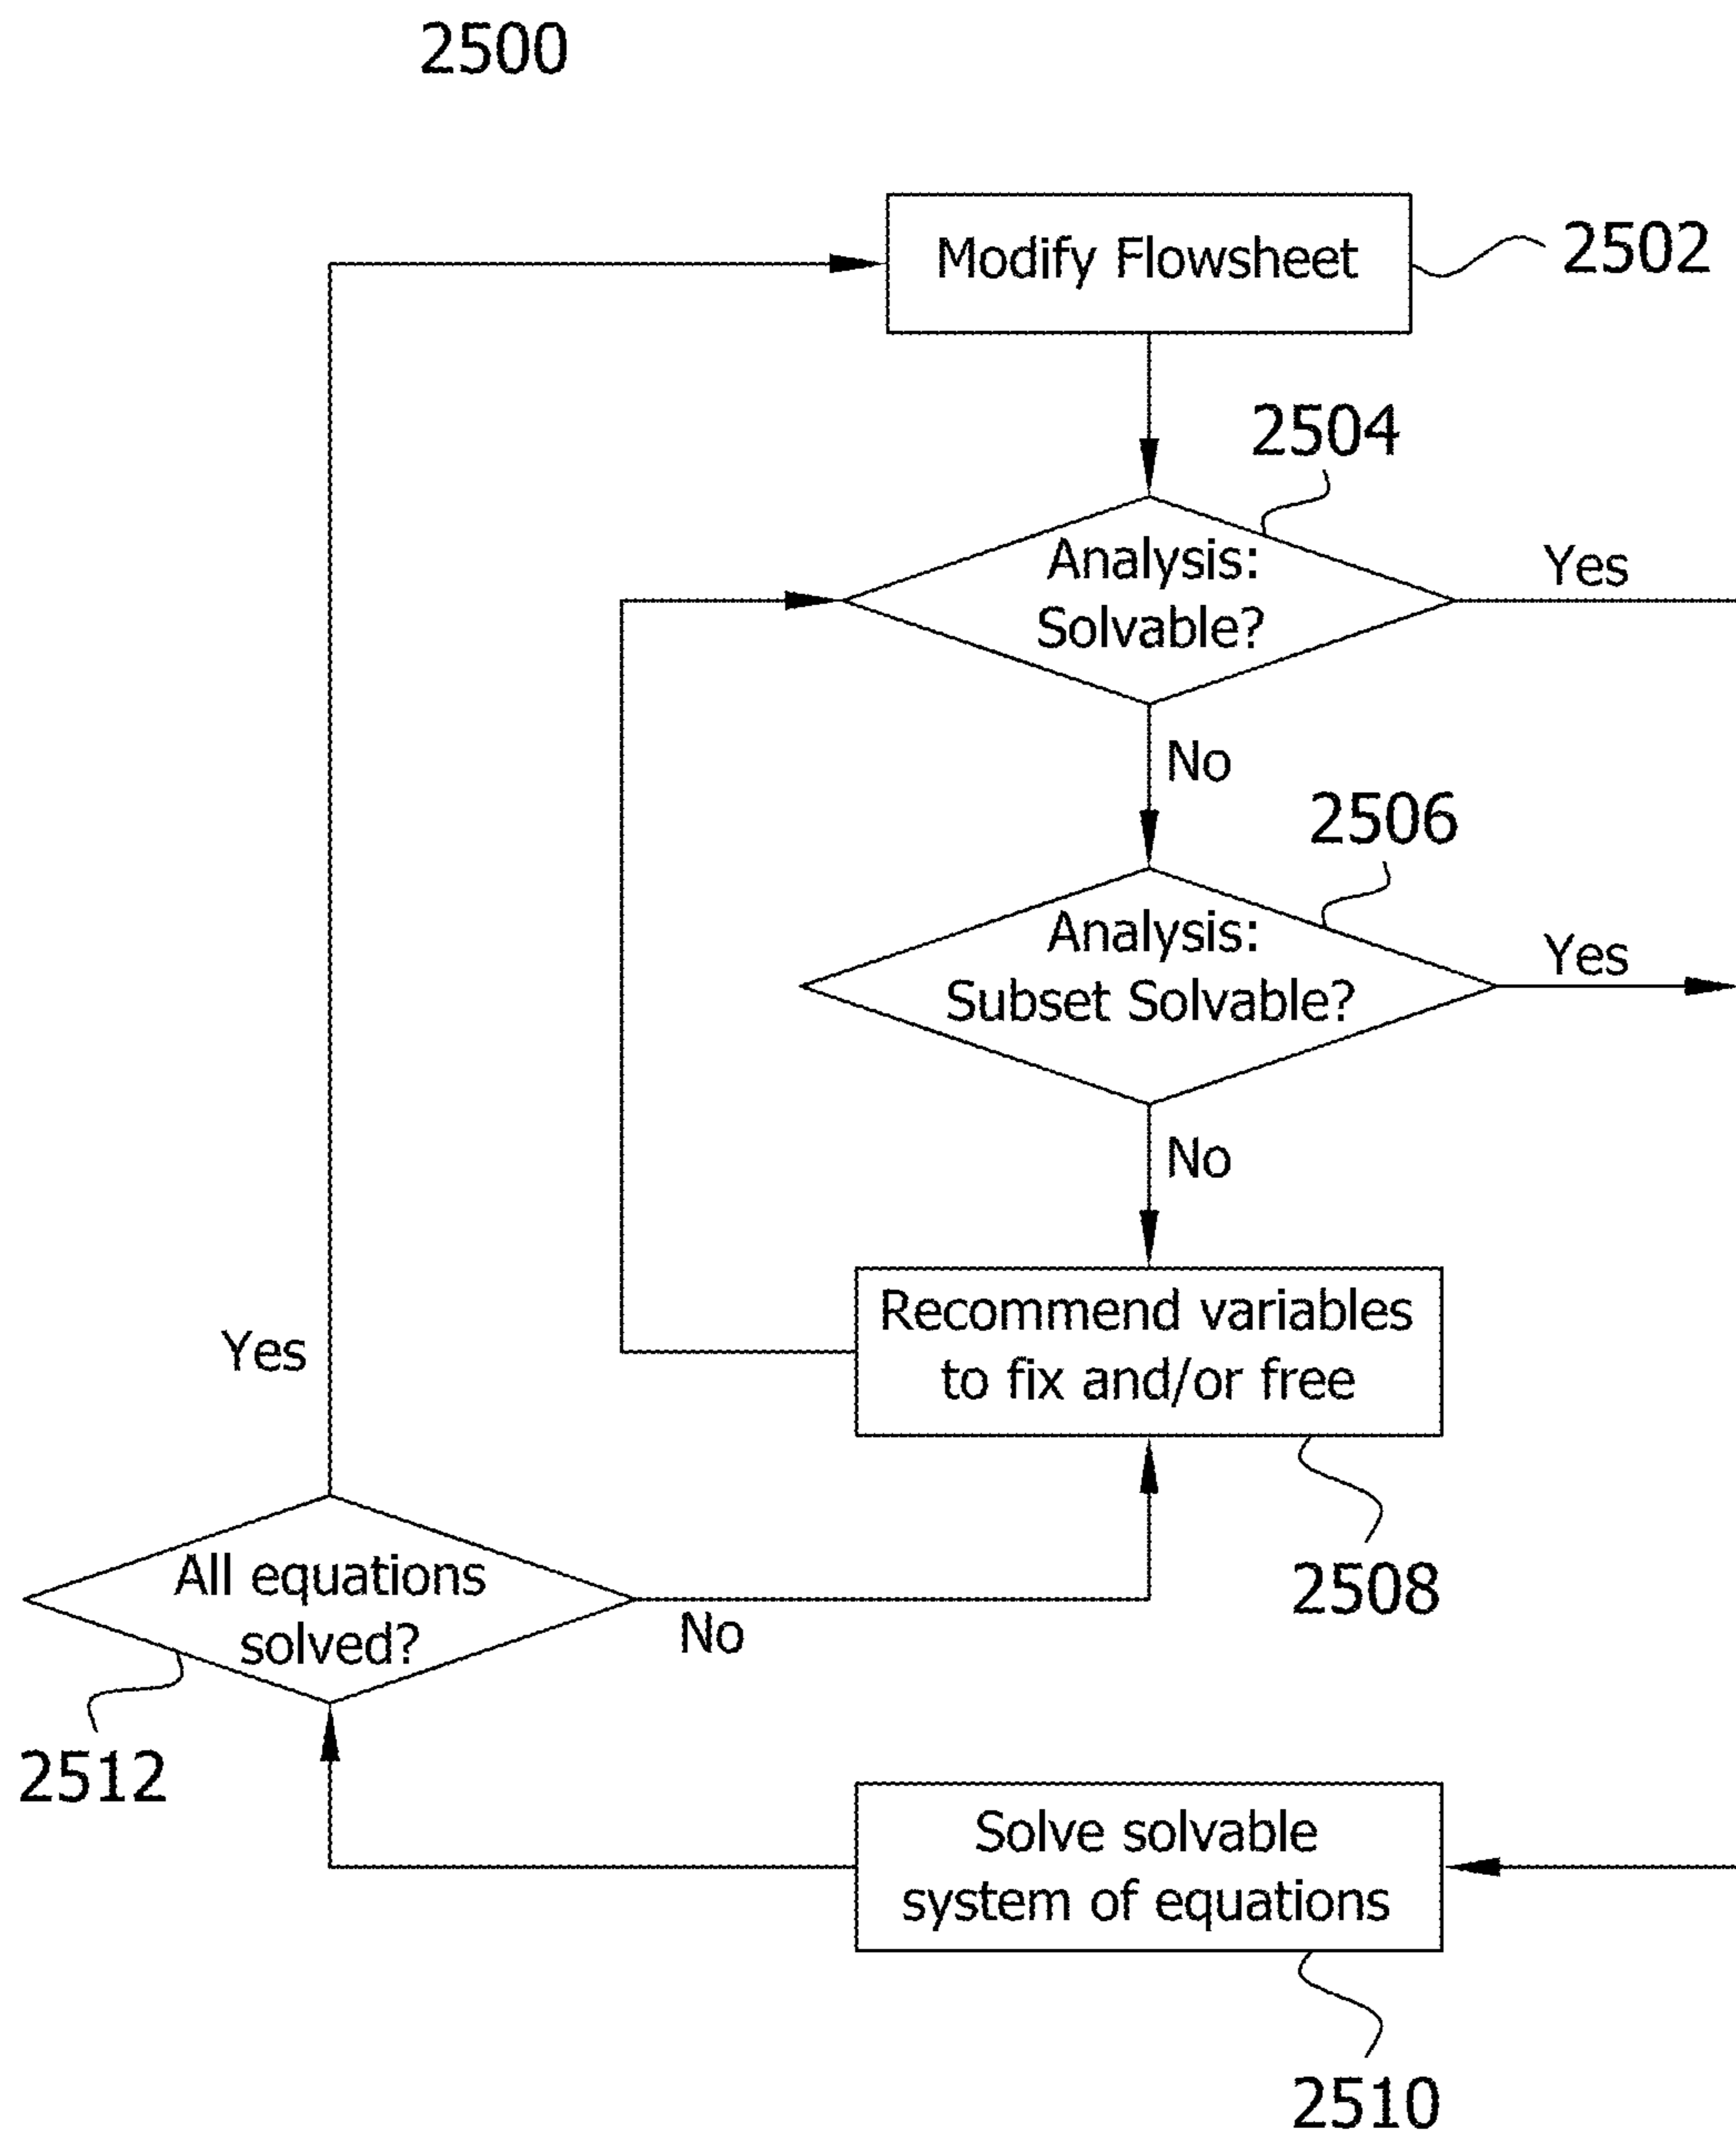 2500
Modify Flowsheet
2502
2504
Analysis:
Solvable?
Yes
No
2506
Analysis:
Subset Solvable?
Yes
No
Recommend variables
to fix and/or free
Yes
2508
All equations
solved?
No
2512
Solve solvable
system of equations
2510